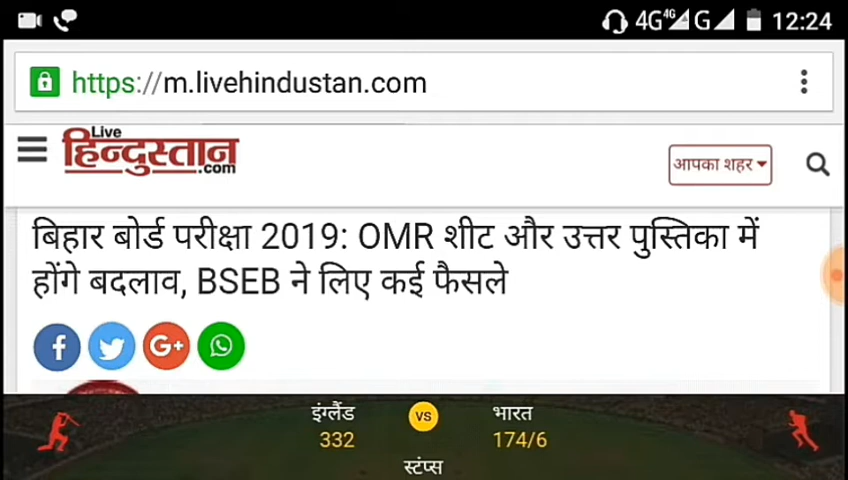 4G 4G G 12:24
https://m.livehindustan.com
Live
हिन्दुस्तान
.com
आपका शहर
बिहार बोर्ड परीक्षा 2019: OMR शीट और उत्तर पुस्तिका में
होंगे बदलाव, BSEB ने लिए कई फैसले
f G+
इंग्लैंड VS भारत
332 174/6
स्टंप्स